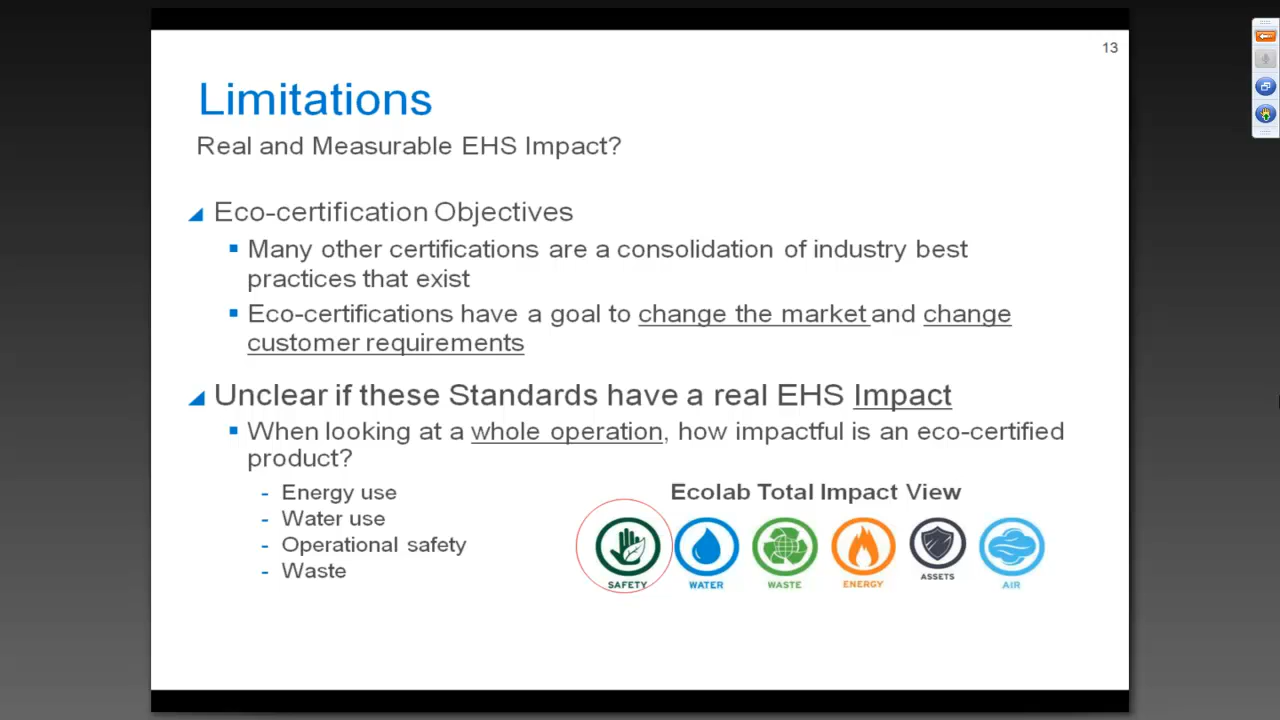 13
Limitations
Real and Measurable EHS Impact?
Eco-certification Objectives
Many other certifications are a consolidation of industry best
practices that exist
Eco-certifications have a goal to change the market and change
customer requirements
Unclear if these Standards have a real EHS Impact
When looking at a whole operation, how impactful is an eco-certified
product?
- Energy use
- Water use
- Operational safety
- Waste
Ecolab Total Impact View
SAFETY WATER WASTE ENERGY ASSETS AIR